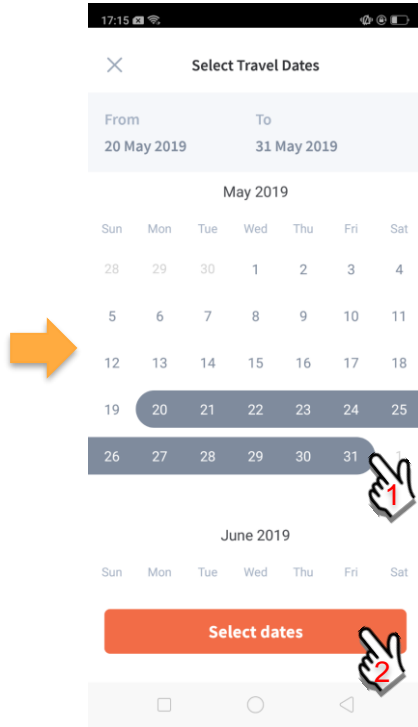 17:15
Select Travel Dates
From To
20 May 2019 31 May 2019
May 2019
Sun Mon Tue Wed Thu Fri Sat
28 29 30 1 2 3 4
5 6 7 8 9 10 11
12 13 14 15 16 17 18
19 20 21 22 23 24 25
26 27 28 29 30 31 1
1
June 2019
Sun Mon Tue Wed Thu Fri Sat
Select dates
2